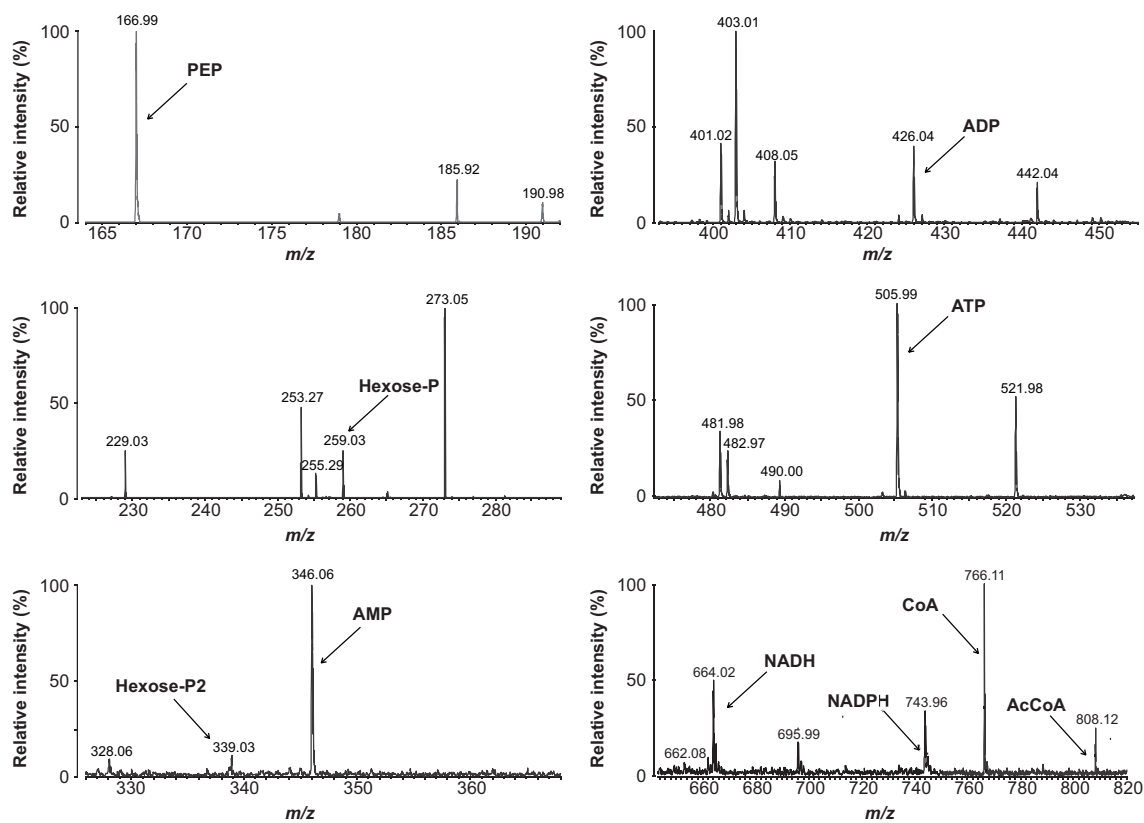 Relative intensity (%)
100
50
0
166.99
PEP
185.92
190.98
165 170 175 180 185 190
m/z
Relative intensity (%)
100
50
0
403.01
401.02
408.05
426.04
ADP
442.04
400 410 420 430 440 450
m/z
Relative intensity (%)
100
50
0
273.05
Hexose-P
253.27
229.03
259.03
255.29
230 240 250 260 270 280
m/z
Relative intensity (%)
100
50
0
505.99
ATP
521.98
481.98
482.97
490.00
480 490 500 510 520 530
m/z
Relative intensity (%)
100
50
0
346.06
AMP
Hexose-P2
328.06
339.03
330 340 350 360
m/z
Relative intensity (%)
100
50
0
766.11
CoA
NADH
664.02
NADPH
743.96
AcCoA
808.12
695.99
662.08
660 680 700 720 740 760 780 800 820
m/z